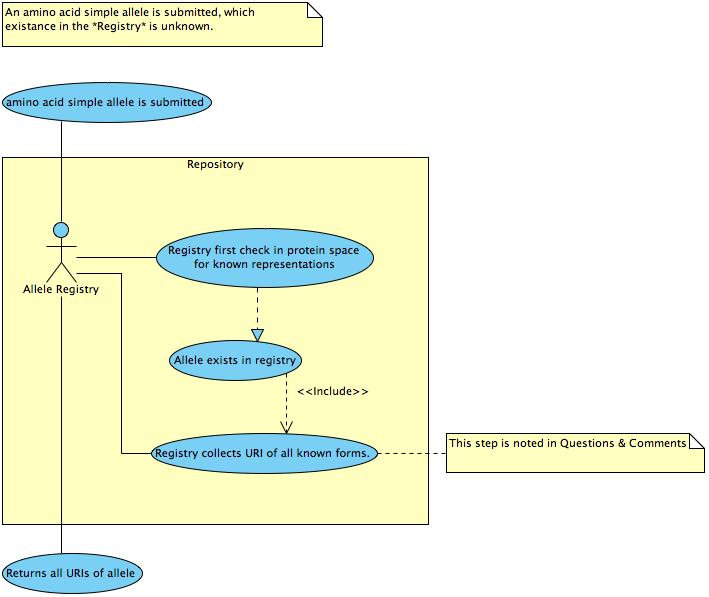 An amino acid simple allele is submitted, which
existance in the *Registry* is unknown.
amino acid simple allele is submitted
Repository
Registry first check in protein space
for known representations
Allele Registry
Allele exists in registry
<<Include>>
This step is noted in Questions & Comments
Registry collects URI of all known forms.
Returns all URIs of allele